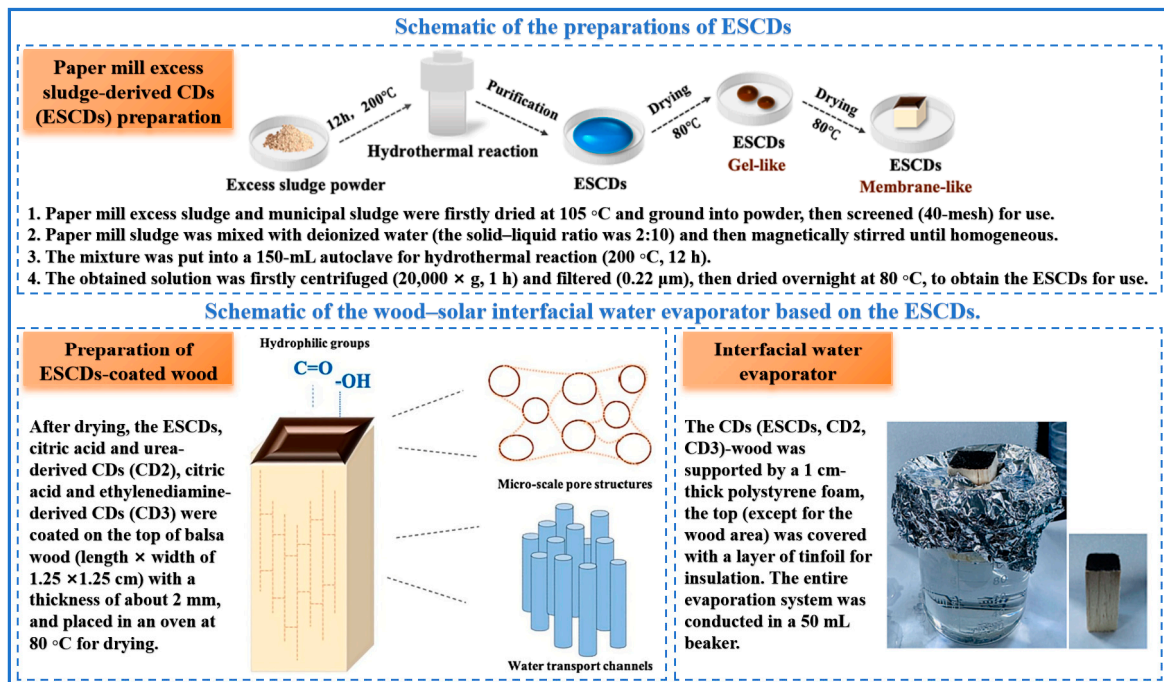 Schematic of the preparations of ESCDs
Paper mill excess
sludge-derived CDs
(ESCDs) preparation
12h, 200℃
Purification
Drying
80℃
Drying
80℃
Excess sludge powder
Hydrothermal reaction
ESCDs
ESCDs
Gel-like
ESCDs
Membrane-like
1. Paper mill excess sludge and municipal sludge were firstly dried at 105 °C and ground into powder, then screened (40-mesh) for use.
2. Paper mill sludge was mixed with deionized water (the solid–liquid ratio was 2:10) and then magnetically stirred until homogeneous.
3. The mixture was put into a 150-mL autoclave for hydrothermal reaction (200 °C, 12 h).
4. The obtained solution was firstly centrifuged (20,000 × g, 1 h) and filtered (0.22 μm), then dried overnight at 80 °C, to obtain the ESCDs for use.
Schematic of the wood–solar interfacial water evaporator based on the ESCDs.
Preparation of
ESCDs-coated wood
After drying, the ESCDs,
citric acid and urea-
derived CDs (CD2), citric
acid and ethylenediamine-
derived CDs (CD3) were
coated on the top of balsa
wood (length × width of
1.25 ×1.25 cm) with a
thickness of about 2 mm,
and placed in an oven at
80 °C for drying.
Hydrophilic groups
C=O
-OH
Micro-scale pore structures
Water transport channels
Interfacial water
evaporator
The CDs (ESCDs, CD2,
CD3)-wood was
supported by a 1 cm-
thick polystyrene foam,
the top (except for the
wood area) was covered
with a layer of tinfoil for
insulation. The entire
evaporation system was
conducted in a 50 mL
beaker.